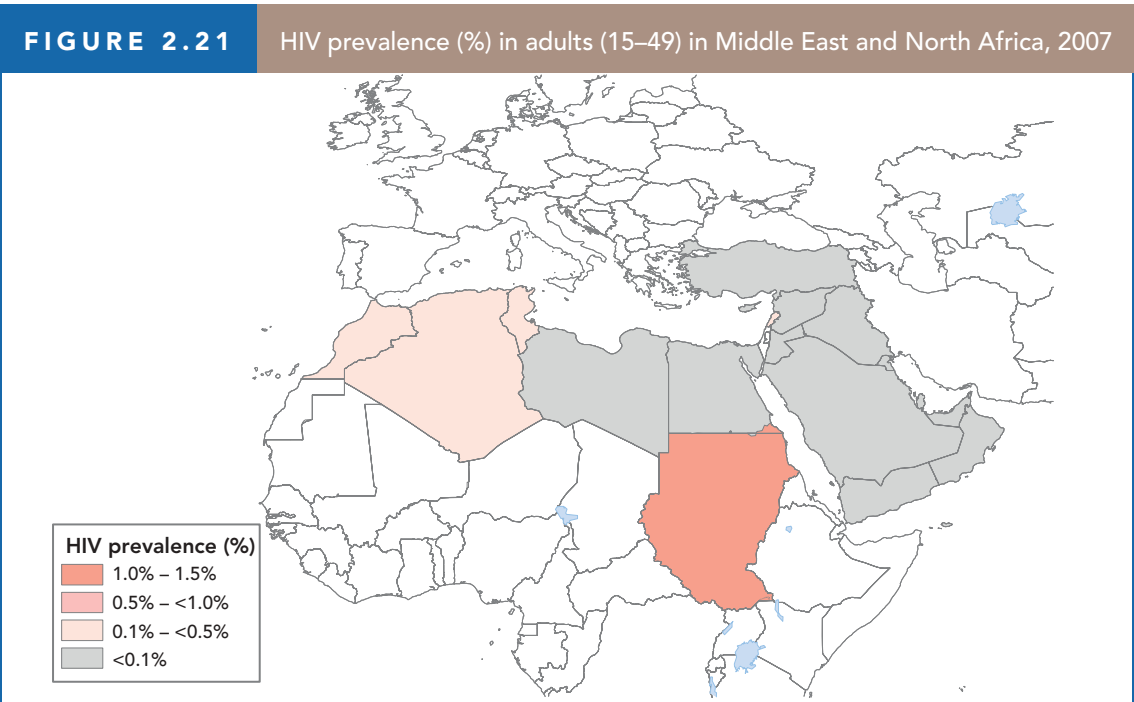 FIGURE 2.21
HIV prevalence (%) in adults (15–49) in Middle East and North Africa, 2007
HIV prevalence (%)
1.0% – 1.5%
0.5% – <1.0%
0.1% – <0.5%
<0.1%